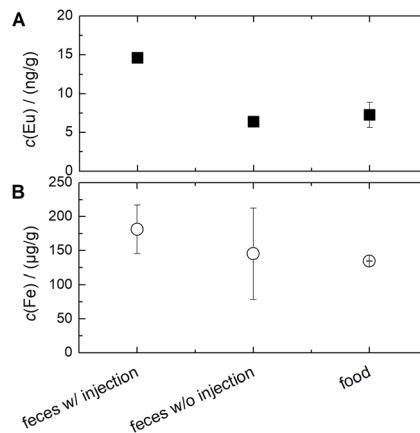 A
20
15
10
5
0
c(Eu) / (ng/g)
B
250
200
150
100
50
0
c(Fe) / (µg/g)
feces w/ injection
feces w/o injection
food